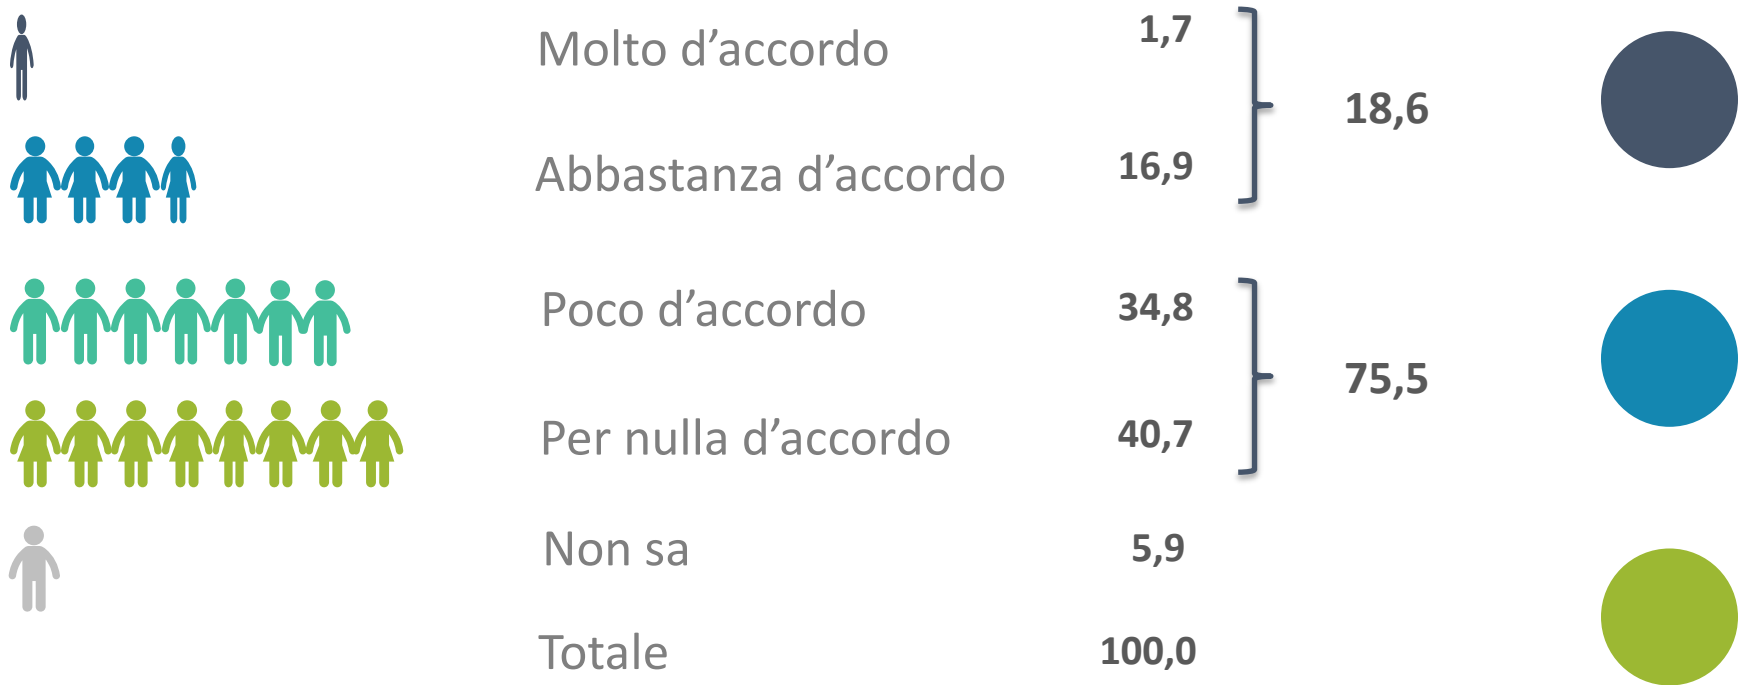 Molto d’accordo 1,7
18,6
Abbastanza d’accordo 16,9
Poco d’accordo 34,8
75,5
Per nulla d’accordo 40,7
Non sa 5,9
Totale 100,0